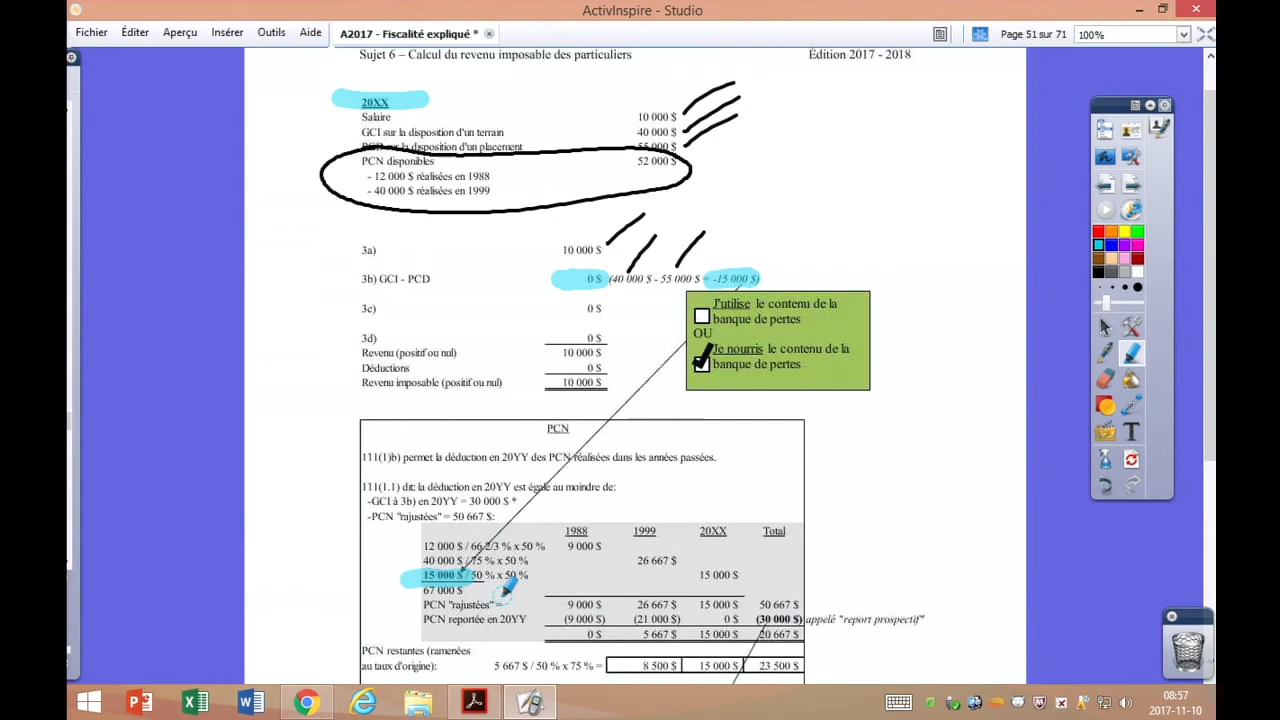 ActivInspire - Studio
Fichier Éditer Aperçu Insérer Outils Aide A2017 - Fiscalité expliqué * Page 51 sur 71 100%
Sujet 6 – Calcul du revenu imposable des particuliers Édition 2017 - 2018
20XX
Salaire 10 000 $
GCI sur la disposition d'un terrain 40 000 $
PCD sur la disposition d'un placement 55 000 $
PCN disponibles 52 000 $
- 12 000 $ réalisées en 1988
- 40 000 $ réalisées en 1999
3a) 10 000 $
3b) GCI - PCD 0 $ (40 000 $ - 55 000 $ = -15 000 $)
3c) 0 $
3d) 0 $
Revenu (positif ou nul) 10 000 $
Déductions 0 $
Revenu imposable (positif ou nul) 10 000 $
J'utilise le contenu de la
banque de pertes
OU
Je nourris le contenu de la
banque de pertes
PCN
111(1)b) permet la déduction en 20YY des PCN réalisées dans les années passées.
111(1.1) dit: la déduction en 20YY est égale au moindre de:
-GCI à 3b) en 20YY = 30 000 $ *
-PCN "rajustées" = 50 667 $:
1988 1999 20XX Total
12 000 $ / 66 2/3 % x 50 % 9 000 $
40 000 $ / 75 % x 50 % 26 667 $
15 000 $ / 50 % x 50 % 15 000 $
67 000 $
PCN "rajustées" = 9 000 $ 26 667 $ 15 000 $ 50 667 $
PCN reportée en 20YY (9 000 $) (21 000 $) 0 $ (30 000 $) appelé "report prospectif"
0 $ 5 667 $ 15 000 $ 20 667 $
PCN restantes (ramenées
au taux d'origine): 5 667 $ / 50 % x 75 % = 8 500 $ 15 000 $ 23 500 $
08:57
2017-11-10